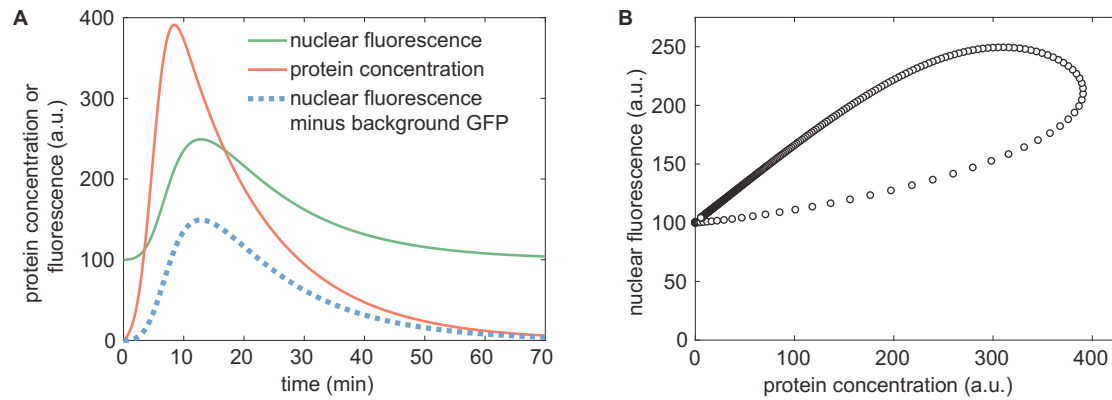 A
protein concentration or
fluorescence (a.u.)
400
300
200
100
0
nuclear fluorescence
protein concentration
nuclear fluorescence
minus background GFP
0 10 20 30 40 50 60 70
time (min)
B
nuclear fluorescence (a.u.)
250
200
150
100
50
0
0 100 200 300 400
protein concentration (a.u.)